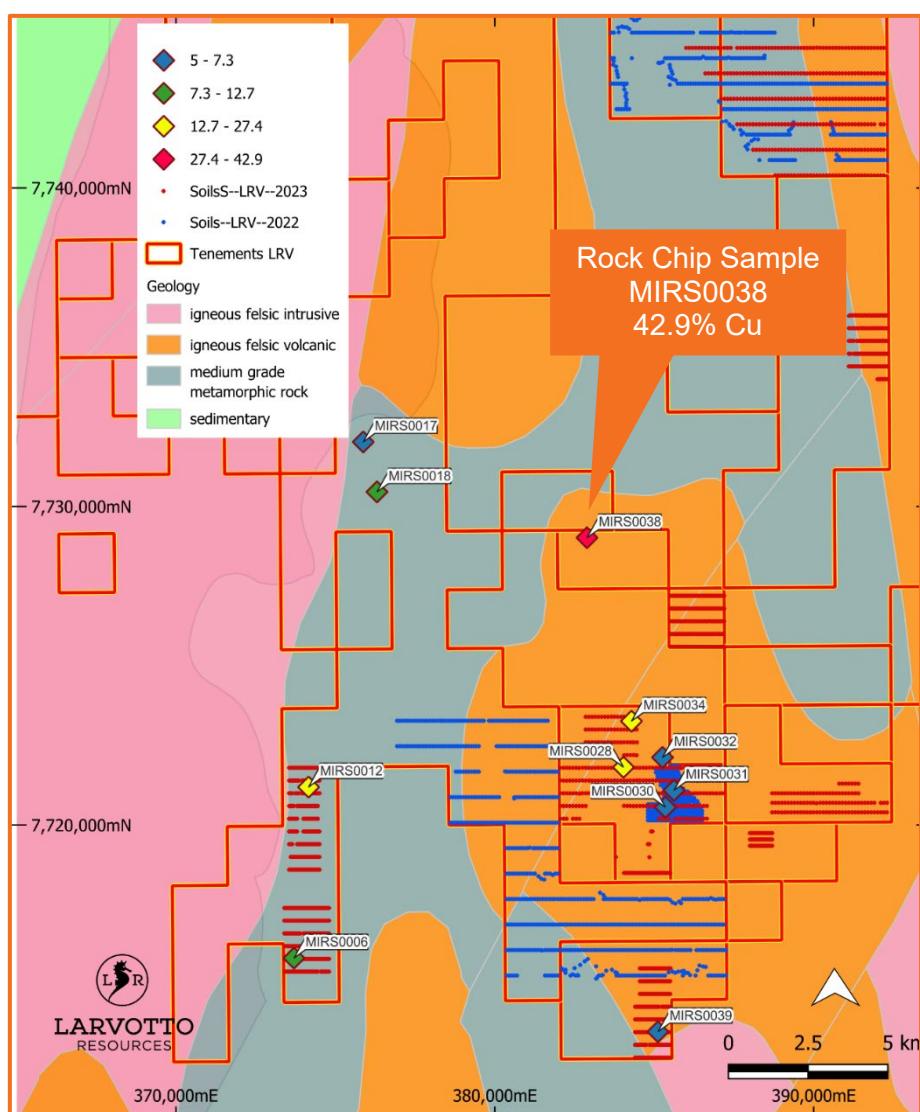 5 - 7.3
7.3 - 12.7
12.7 - 27.4
27.4 - 42.9
SoilsS--LRV--2023
Soils--LRV--2022
Tenements LRV
Geology
igneous felsic intrusive
igneous felsic volcanic
medium grade
metamorphic rock
sedimentary
7,740,000mN
Rock Chip Sample
MIRS0038
42.9% Cu
MIRS0017
MIRS0018
7,730,000mN
MIRS0038
MIRS0034
MIRS0032
MIRS0028
MIRS0012
MIRS0031
MIRS0030
7,720,000mN
MIRS0006
L R
LARVOTTO
RESOURCES
MIRS0039
0 2.5 5 km
370,000mE 380,000mE 390,000mE